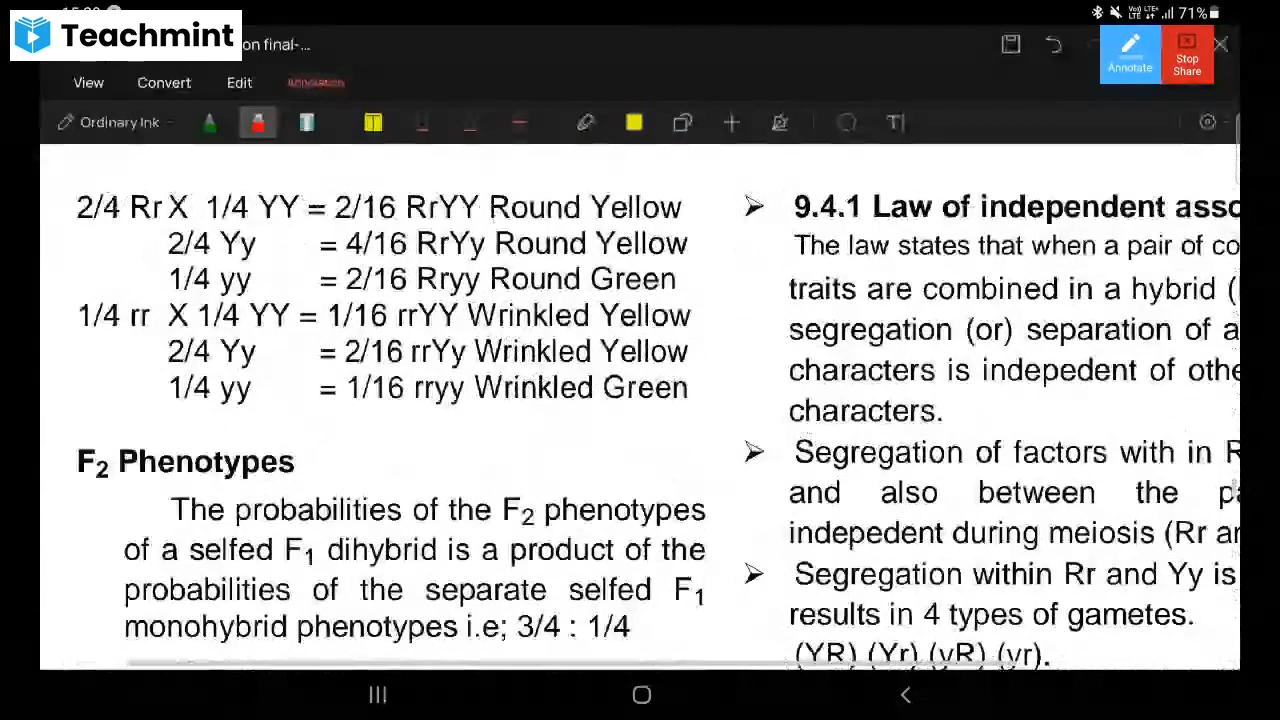 Teachmint
on final-...
71%
Annotate
Stop
Share
View Convert Edit Annotation
Ordinary Ink
2/4 Rr X 1/4 YY = 2/16 RrYY Round Yellow
2/4 Yy = 4/16 RrYy Round Yellow
1/4 yy = 2/16 Rryy Round Green
1/4 rr X 1/4 YY = 1/16 rrYY Wrinkled Yellow
2/4 Yy = 2/16 rrYy Wrinkled Yellow
1/4 yy = 1/16 rryy Wrinkled Green
F2 Phenotypes
The probabilities of the F2 phenotypes
of a selfed F1 dihybrid is a product of the
probabilities of the separate selfed F1
monohybrid phenotypes i.e; 3/4 : 1/4
➢ 9.4.1 Law of independent asso
The law states that when a pair of co
traits are combined in a hybrid (
segregation (or) separation of a
characters is indepedent of othe
characters.
➢ Segregation of factors with in R
and also between the pa
indepedent during meiosis (Rr ar
➢ Segregation within Rr and Yy is
results in 4 types of gametes.
(YR) (Yr) (yR) (yr).